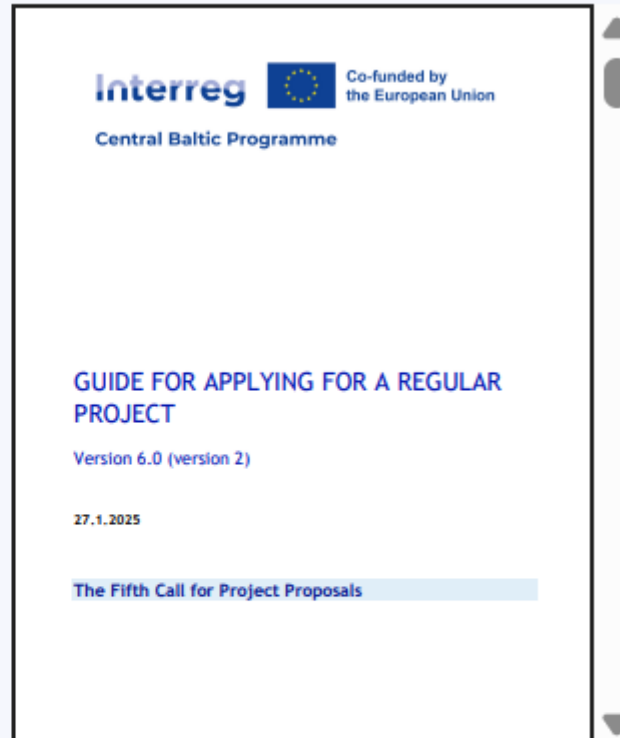 Interreg
Co-funded by
the European Union
Central Baltic Programme
GUIDE FOR APPLYING FOR A REGULAR
PROJECT
Version 6.0 (version 2)
27.1.2025
The Fifth Call for Project Proposals